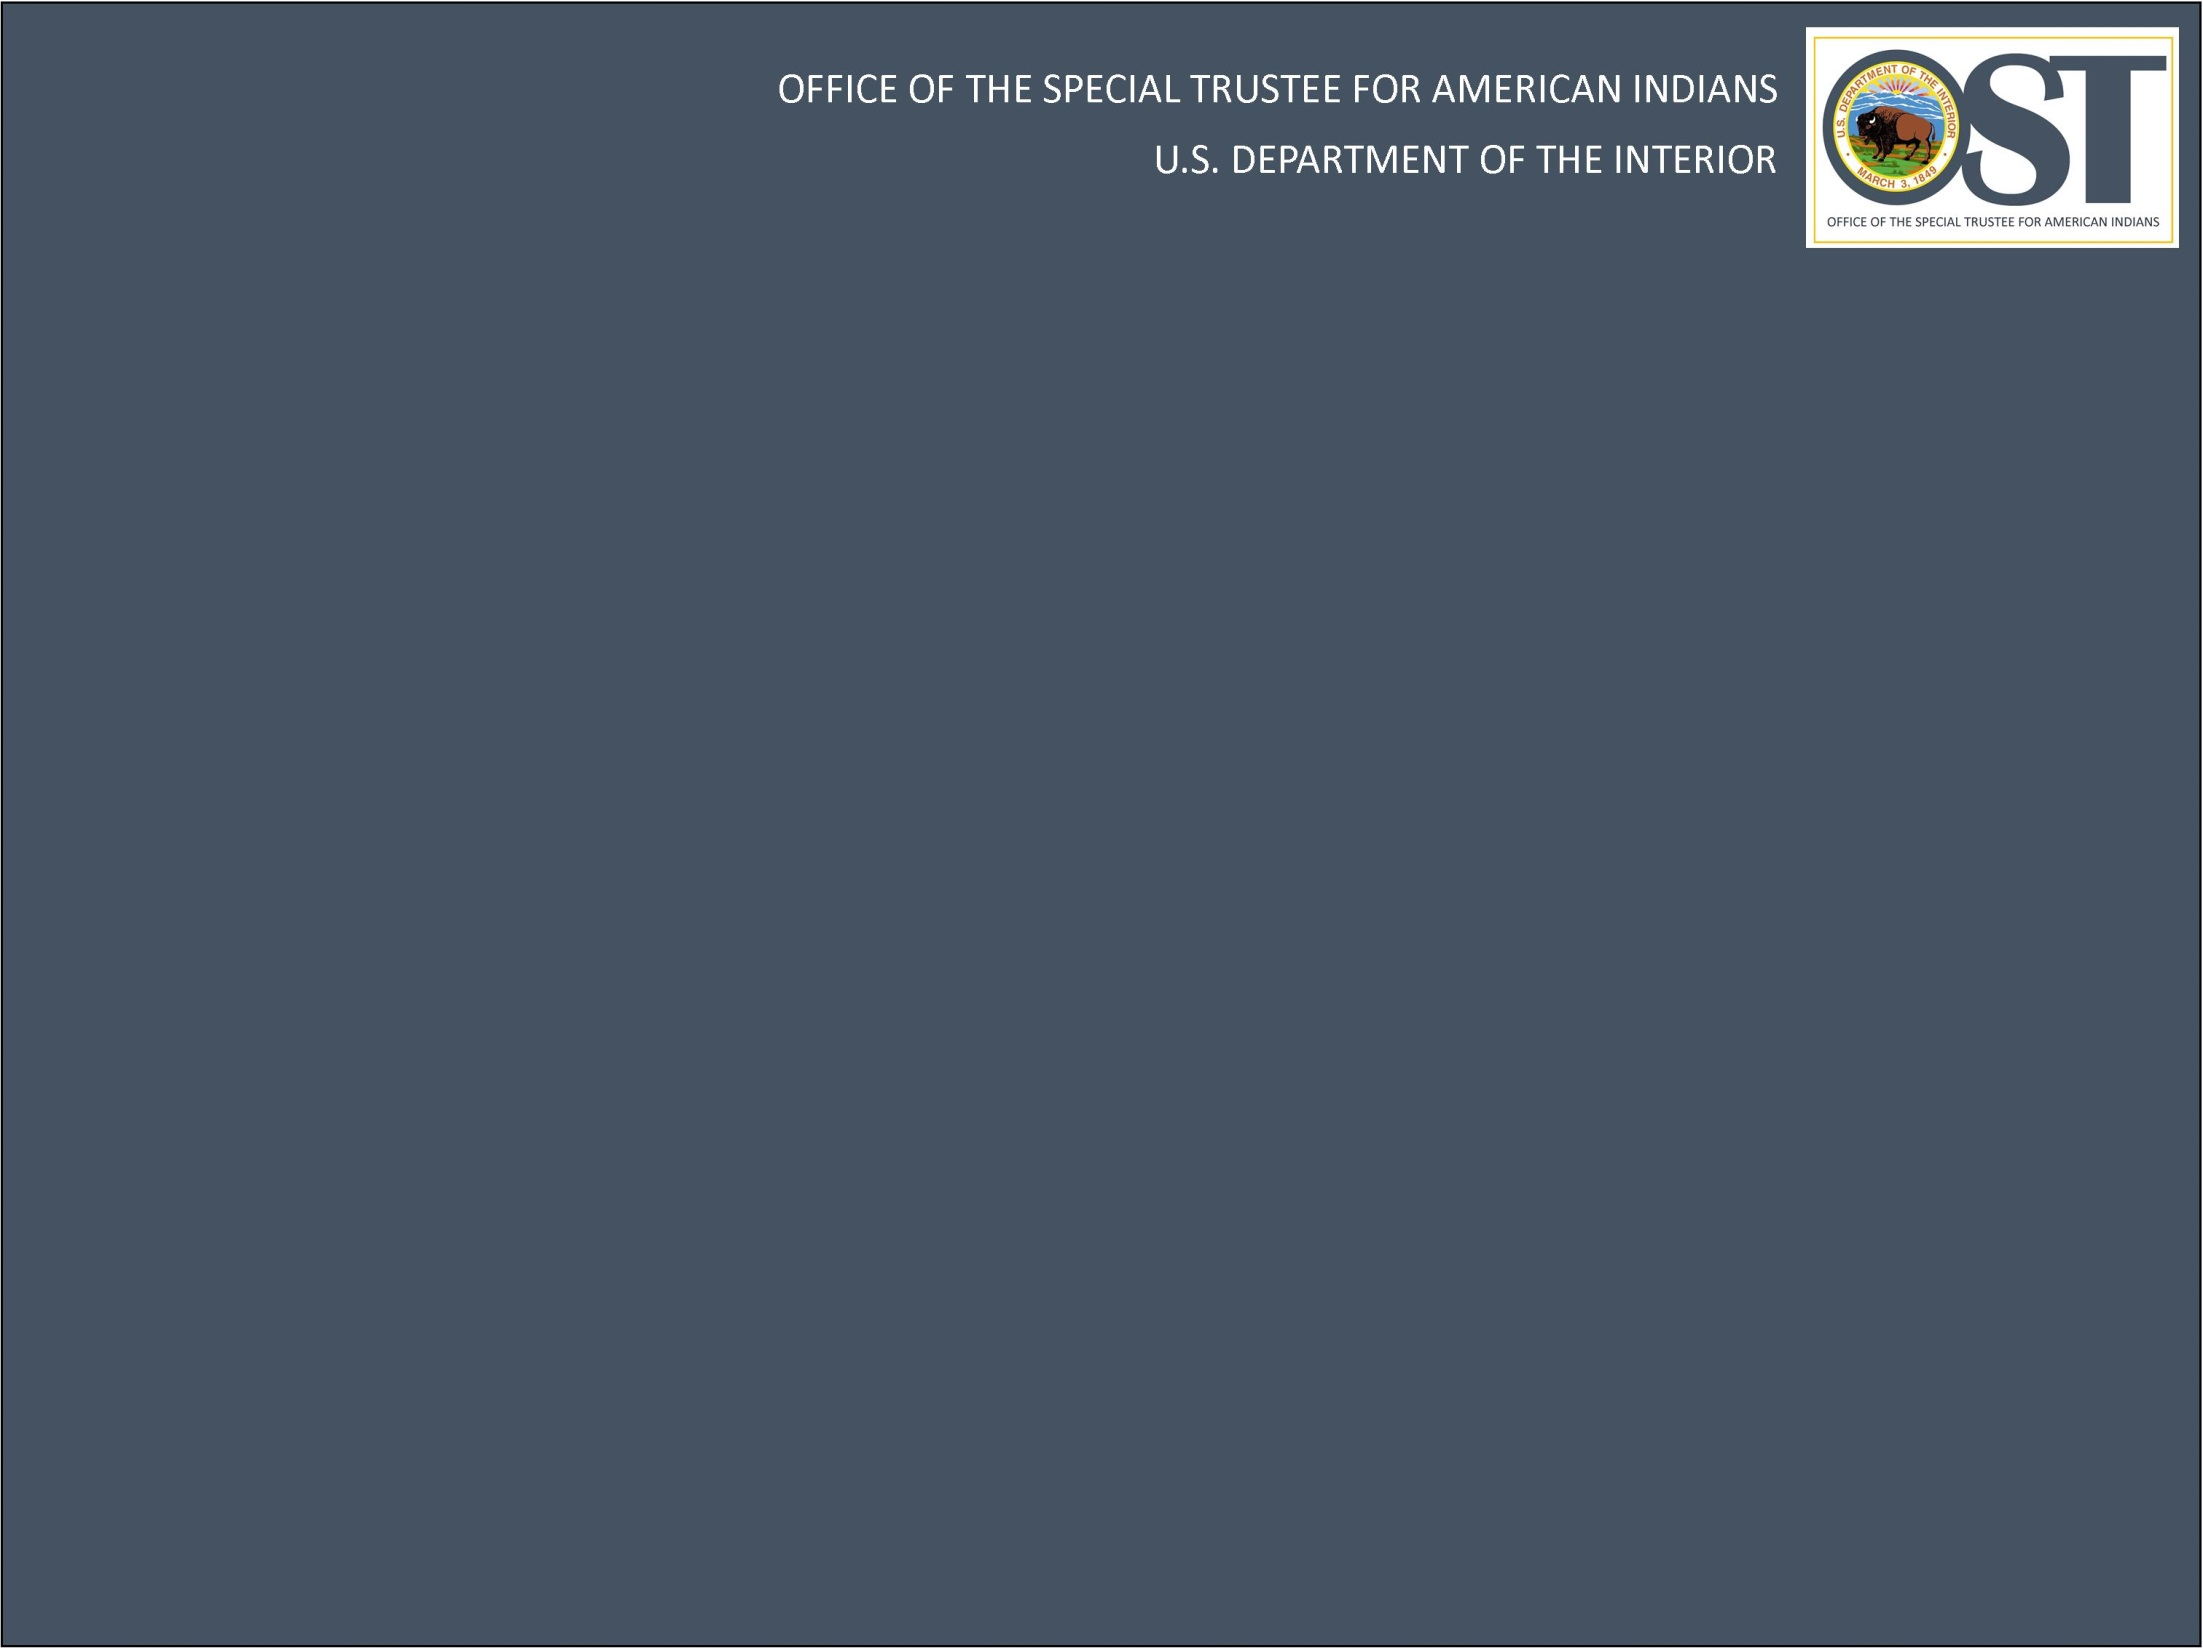 OFFICE OF THE SPECIAL TRUSTEE FOR AMERICAN INDIANS
U.S. DEPARTMENT OF THE INTERIOR
OST
U.S. DEPARTMENT OF THE INTERIOR
MARCH 3, 1849
OFFICE OF THE SPECIAL TRUSTEE FOR AMERICAN INDIANS